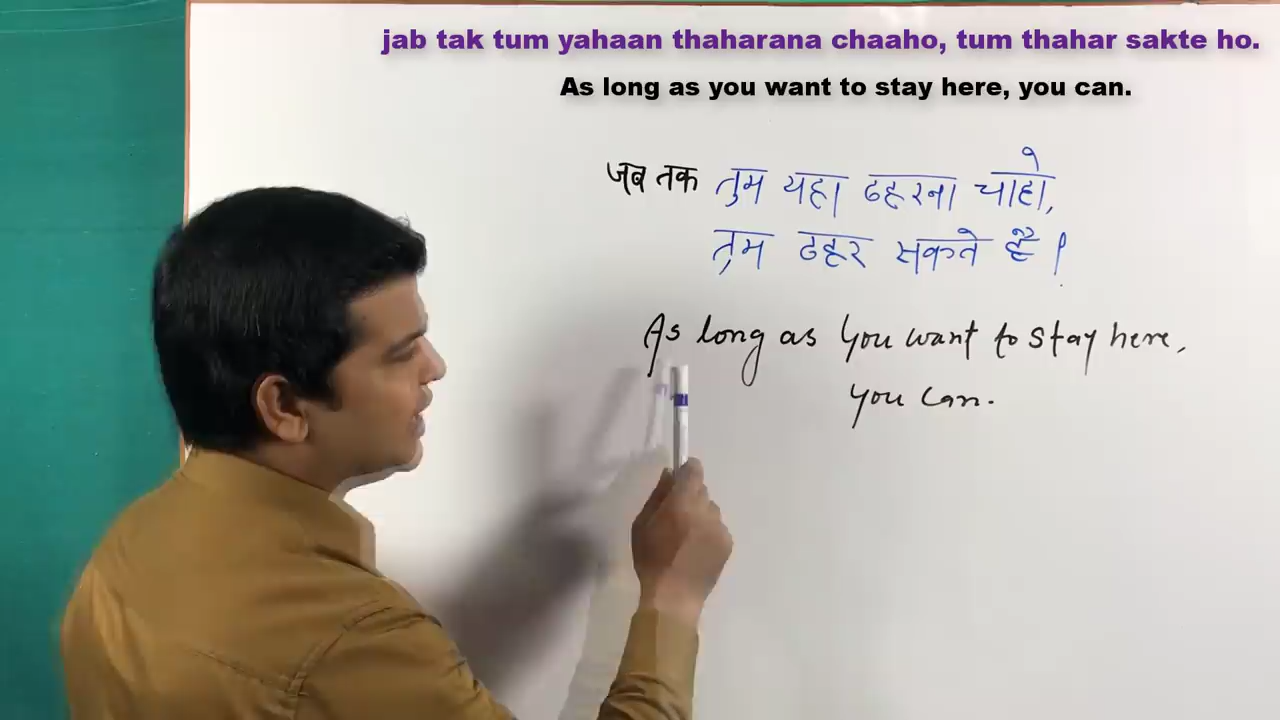 jab tak tum yahaan thaharana chaaho, tum thahar sakte ho.
As long as you want to stay here, you can.
जब तक तुम यहा ठहरना चाहो,
तुम ठहर सकते है।
As long as you want to stay here,
you can.